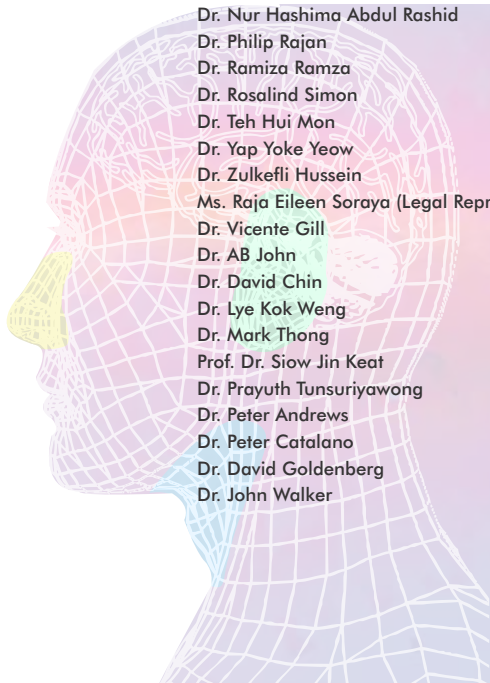 Dr. Nur Hashima Abdul Rashid
Dr. Philip Rajan
Dr. Ramiza Ramza
Dr. Rosalind Simon
Dr. Teh Hui Mon
Dr. Yap Yoke Yeow
Dr. Zulkefli Hussein
Ms. Raja Eileen Soraya (Legal Repr
Dr. Vicente Gill
Dr. AB John
Dr. David Chin
Dr. Lye Kok Weng
Dr. Mark Thong
Prof. Dr. Siow Jin Keat
Dr. Prayuth Tunsuriyawong
Dr. Peter Andrews
Dr. Peter Catalano
Dr. David Goldenberg
Dr. John Walker